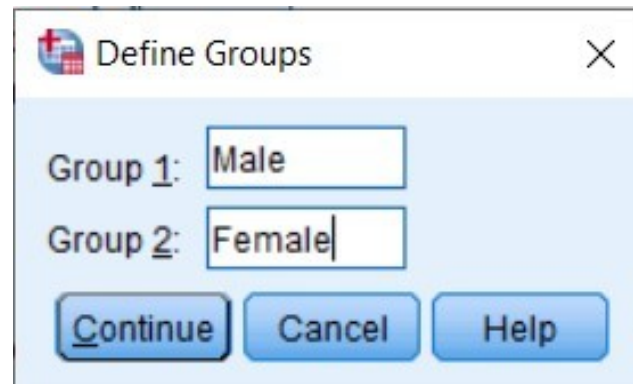 Define Groups
Group 1: Male
Group 2: Female
Continue Cancel Help